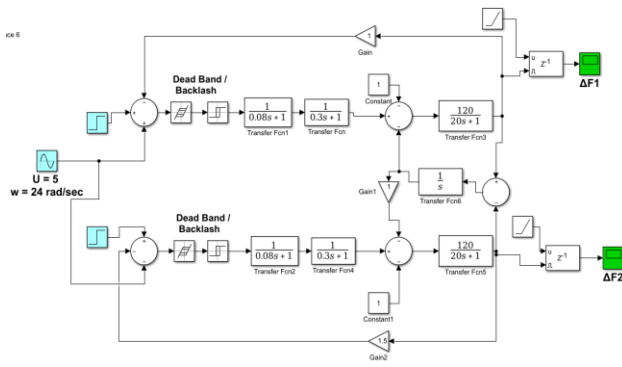 ice 6
1
Gain
Dead Band /
Backlash
1
Constant
1
0.08s + 1
Transfer Fcn1
1
0.3s + 1
Transfer Fcn
120
20s + 1
Transfer Fcn3
u
Z-1
ΔF1
U = 5
w = 24 rad/sec
1
Gain1
1
s
Transfer Fcn6
Dead Band /
Backlash
1
0.08s + 1
Transfer Fcn2
1
0.3s + 1
Transfer Fcn4
120
20s + 1
Transfer Fcn5
1
Constant1
u
Z-1
ΔF2
1.5
Gain2